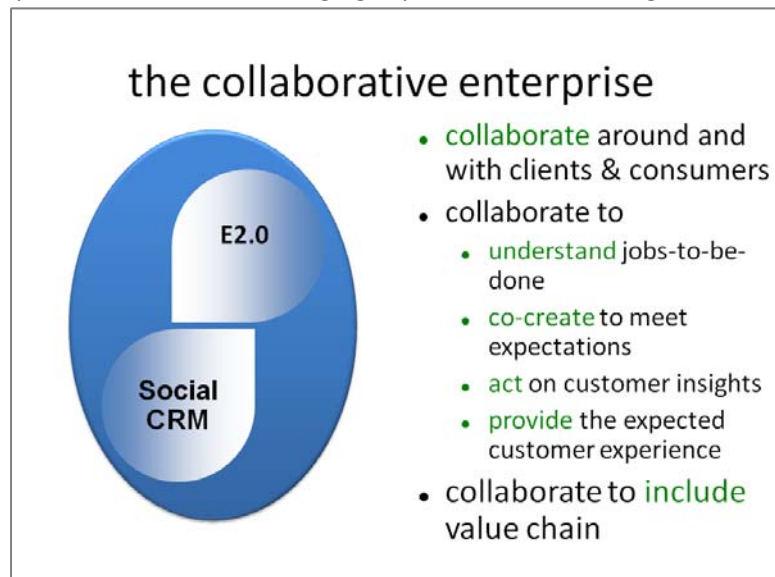 the collaborative enterprise
E2.0
Social
CRM
• collaborate around and
with clients & consumers
• collaborate to
• understand jobs-to-be-
done
• co-create to meet
expectations
• act on customer insights
• provide the expected
customer experience
• collaborate to include
value chain